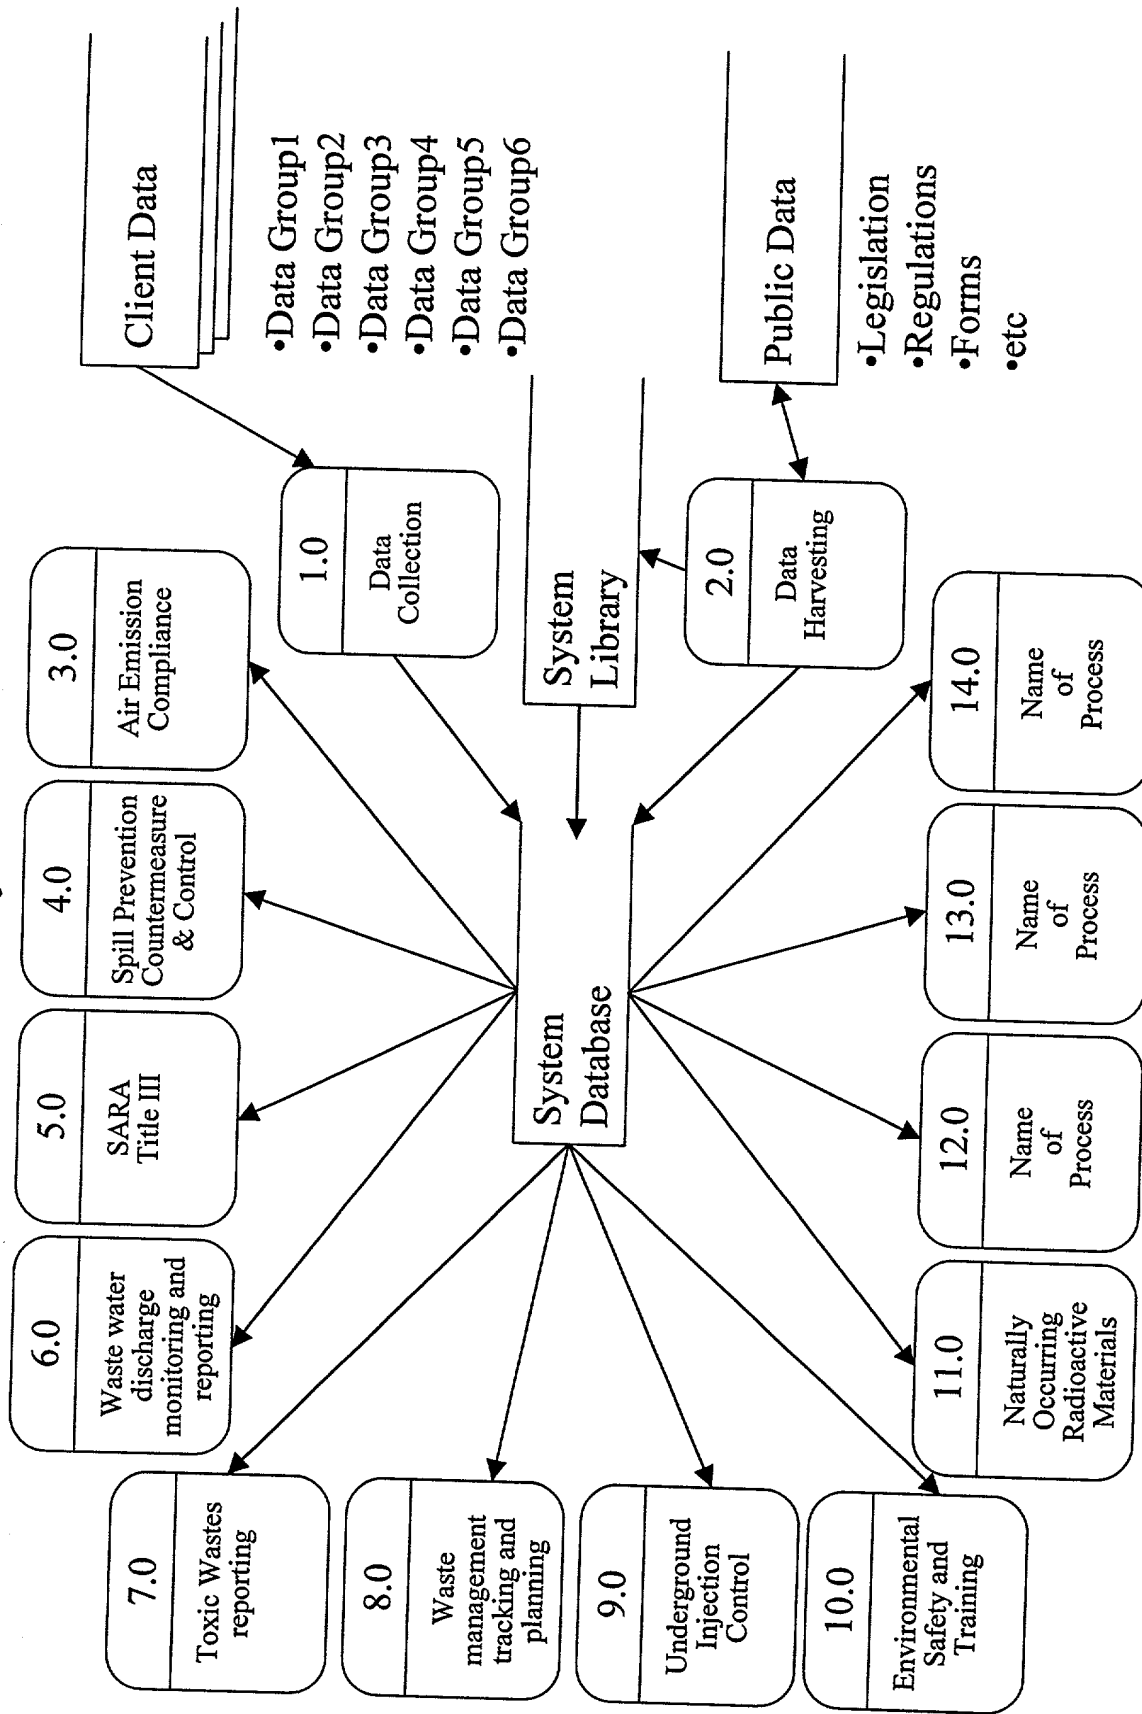 Client Data
•Data Group1
•Data Group2
•Data Group3
•Data Group4
•Data Group5
•Data Group6
1.0
Data
Collection
System
Library
2.0
Data
Harvesting
Public Data
•Legislation
•Regulations
•Forms
•etc
System
Database
3.0
Air Emission
Compliance
4.0
Spill Prevention
Countermeasure
& Control
5.0
SARA
Title III
6.0
Waste water
discharge
monitoring and
reporting
7.0
Toxic Wastes
reporting
8.0
Waste
management
tracking and
planning
9.0
Underground
Injection
Control
10.0
Environmental
Safety and
Training
11.0
Naturally
Occurring
Radioactive
Materials
12.0
Name
of
Process
13.0
Name
of
Process
14.0
Name
of
Process